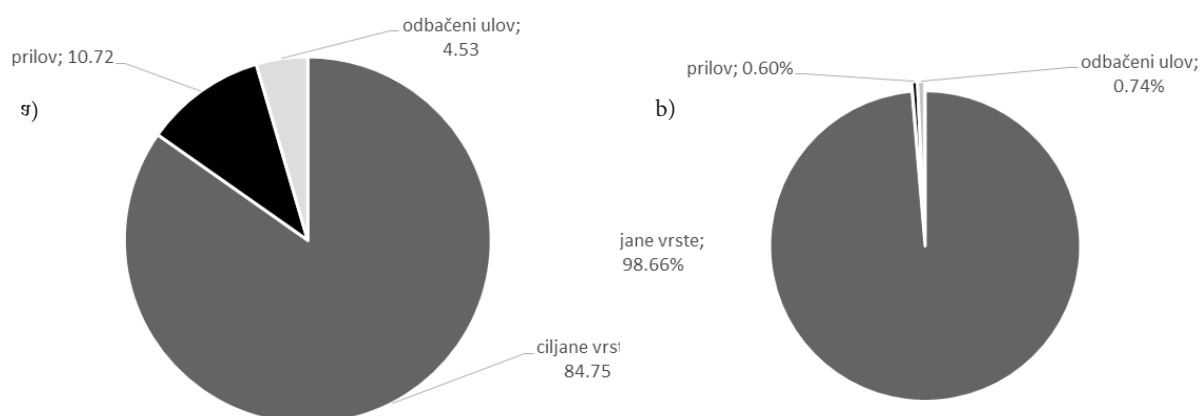 a)
odbačeni ulov;
4.53
prilov; 10.72
ciljane vrst
84.75
b)
prilov; 0.60%
odbačeni ulov;
0.74%
jane vrste;
98.66%